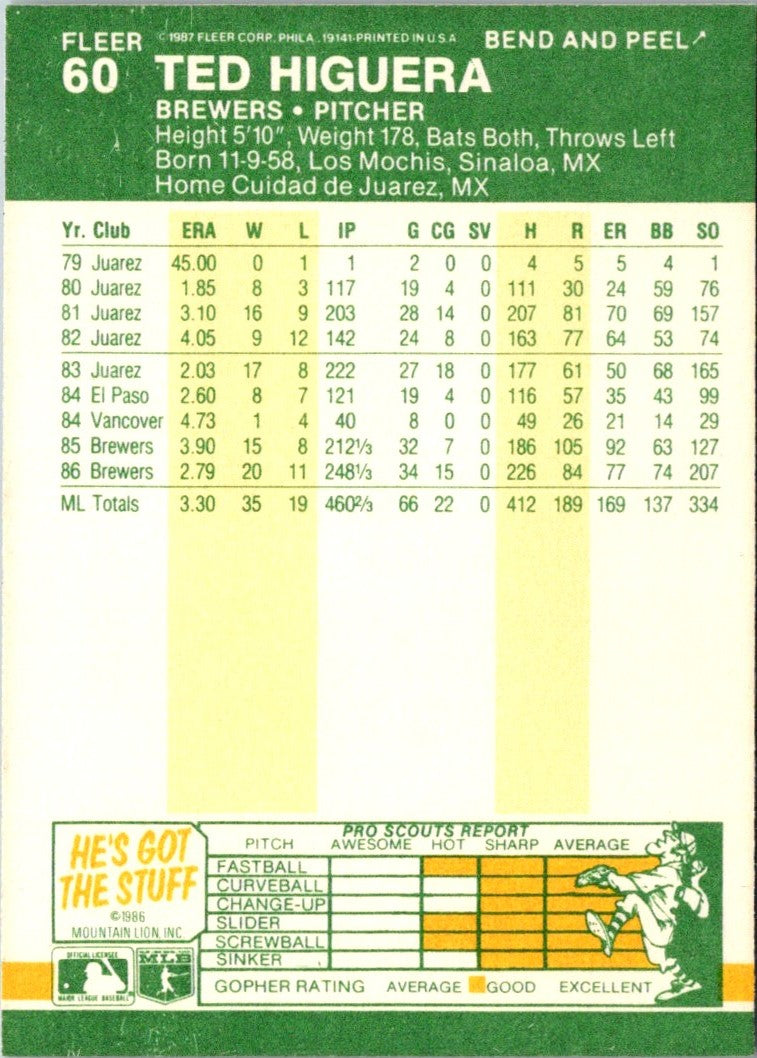 FLEER © 1987 FLEER CORP. PHILA. 19141-PRINTED IN U.S.A BEND AND PEEL
60 TED HIGUERA
BREWERS • PITCHER
Height 5'10", Weight 178, Bats Both, Throws Left
Born 11-9-58, Los Mochis, Sinaloa, MX
Home Cuidad de Juarez, MX
Yr. Club ERA W L IP G CG SV H R ER BB SO
79 Juarez 45.00 0 1 1 2 0 0 4 5 5 4 1
80 Juarez 1.85 8 3 117 19 4 0 111 30 24 59 76
81 Juarez 3.10 16 9 203 28 14 0 207 81 70 69 157
82 Juarez 4.05 9 12 142 24 8 0 163 77 64 53 74
83 Juarez 2.03 17 8 222 27 18 0 177 61 50 68 165
84 El Paso 2.60 8 7 121 19 4 0 116 57 35 43 99
84 Vancover 4.73 1 4 40 8 0 0 49 26 21 14 29
85 Brewers 3.90 15 8 212⅓ 32 7 0 186 105 92 63 127
86 Brewers 2.79 20 11 248⅓ 34 15 0 226 84 77 74 207
ML Totals 3.30 35 19 460⅔ 66 22 0 412 189 169 137 334
HE'S GOT
THE STUFF
©1986
MOUNTAIN LION, INC.
PRO SCOUTS REPORT
PITCH AWESOME HOT SHARP AVERAGE
FASTBALL
CURVEBALL
CHANGE-UP
SLIDER
SCREWBALL
SINKER
GOPHER RATING AVERAGE GOOD EXCELLENT
OFFICIAL LICENSEE
MAJOR LEAGUE BASEBALL
MLB